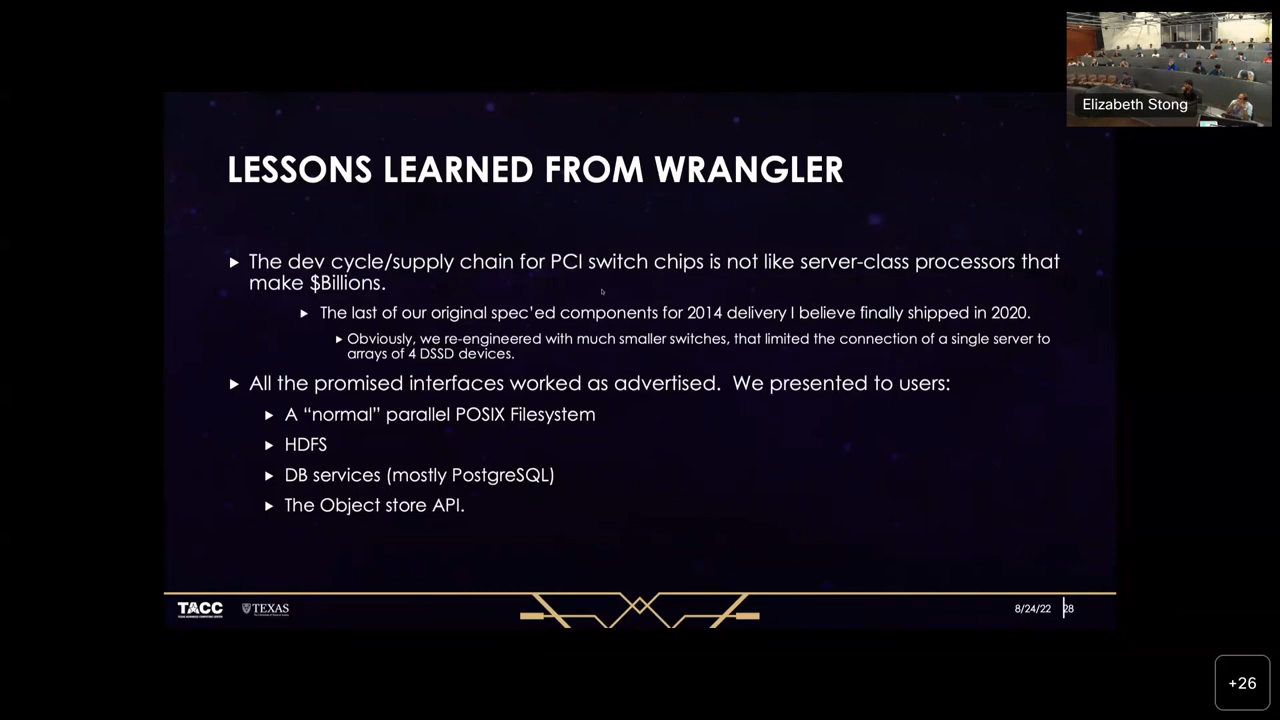 Elizabeth Stong
LESSONS LEARNED FROM WRANGLER
The dev cycle/supply chain for PCI switch chips is not like server-class processors that
make $Billions.
The last of our original spec'ed components for 2014 delivery I believe finally shipped in 2020.
Obviously, we re-engineered with much smaller switches, that limited the connection of a single server to
arrays of 4 DSSD devices.
All the promised interfaces worked as advertised.  We presented to users:
A “normal” parallel POSIX Filesystem
HDFS
DB services (mostly PostgreSQL)
The Object store API.
TACC
TEXAS ADVANCED COMPUTING CENTER
TEXAS
8/24/22
28
+26